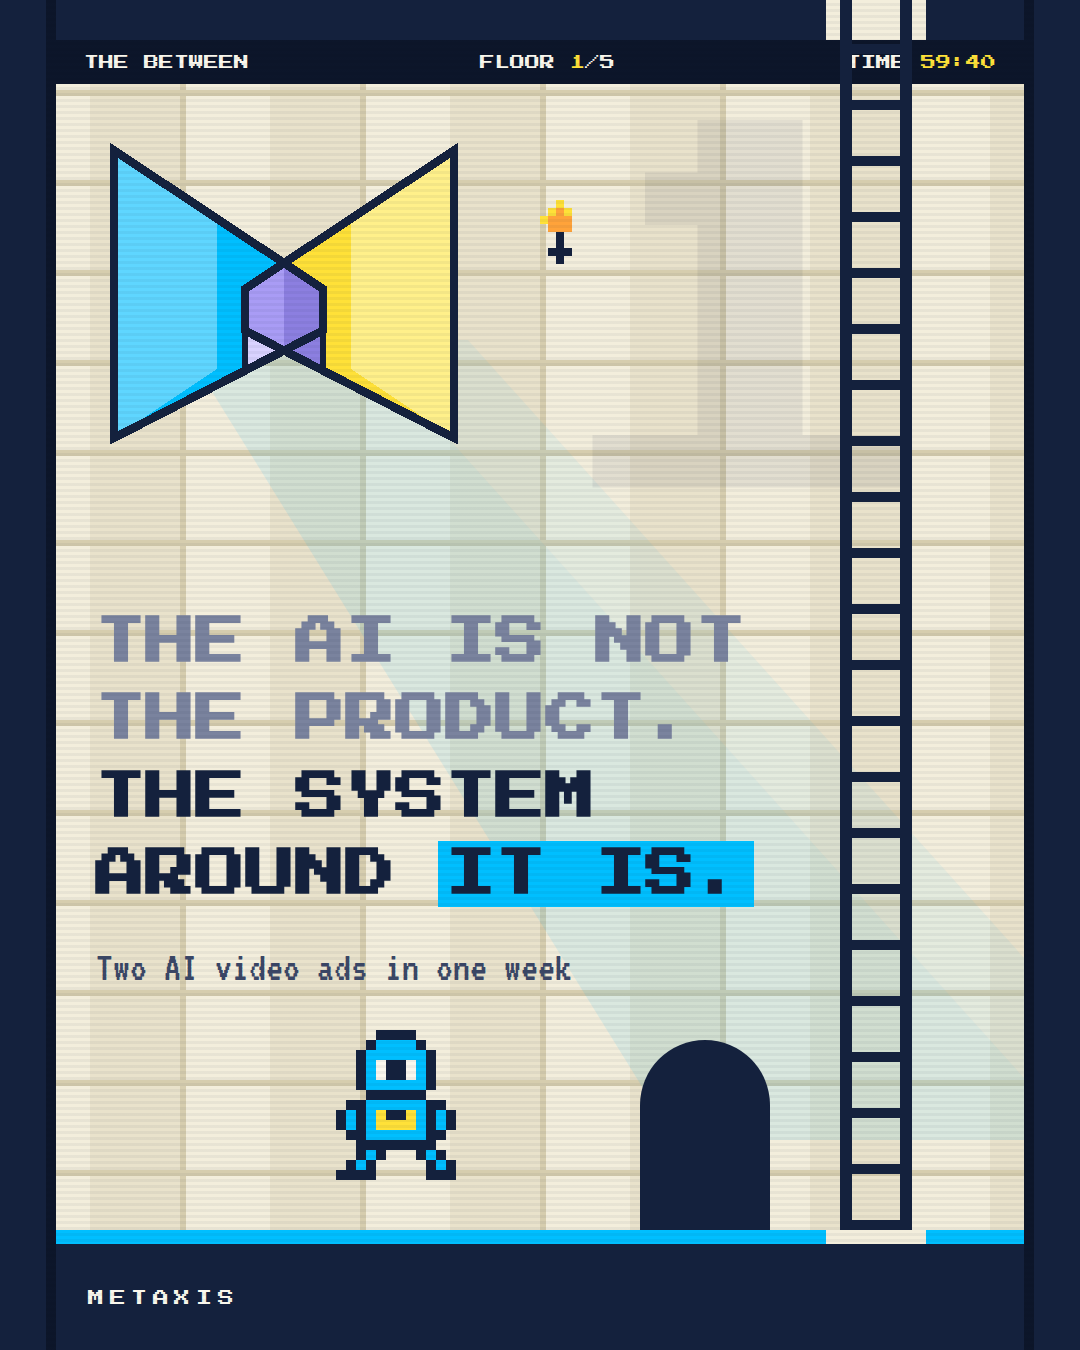 THE BETWEEN
FLOOR 1/5
TIME 59:40
1
THE AI IS NOT
THE PRODUCT.
THE SYSTEM
AROUND IT IS.
Two AI video ads in one week
METAXIS